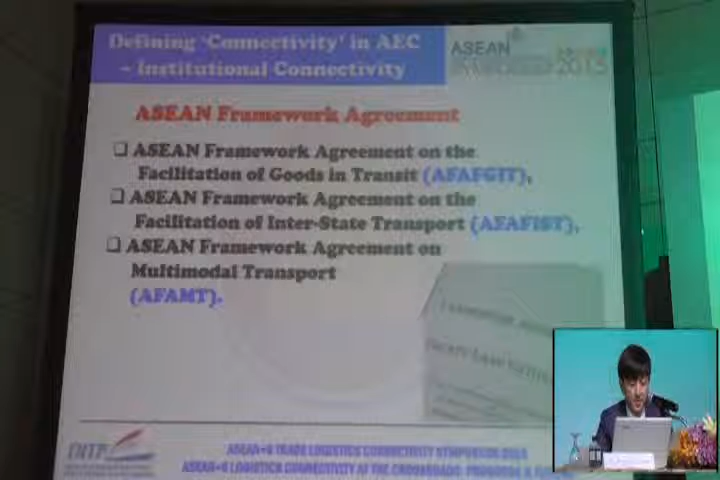 Defining 'Connectivity' in AEC
– Institutional Connectivity
ASEAN
2015
ASEAN Framework Agreement
❑ ASEAN Framework Agreement on the
Facilitation of Goods in Transit (AFAFGIT),
❑ ASEAN Framework Agreement on the
Facilitation of Inter-State Transport (AFAFIST),
❑ ASEAN Framework Agreement on
Multimodal Transport
(AFAMT).
DITP
ASEAN+6 TRADE LOGISTICS CONNECTIVITY SYMPOSIUM
ASEAN+6 LOGISTICS CONNECTIVITY AT THE CROSSROADS: